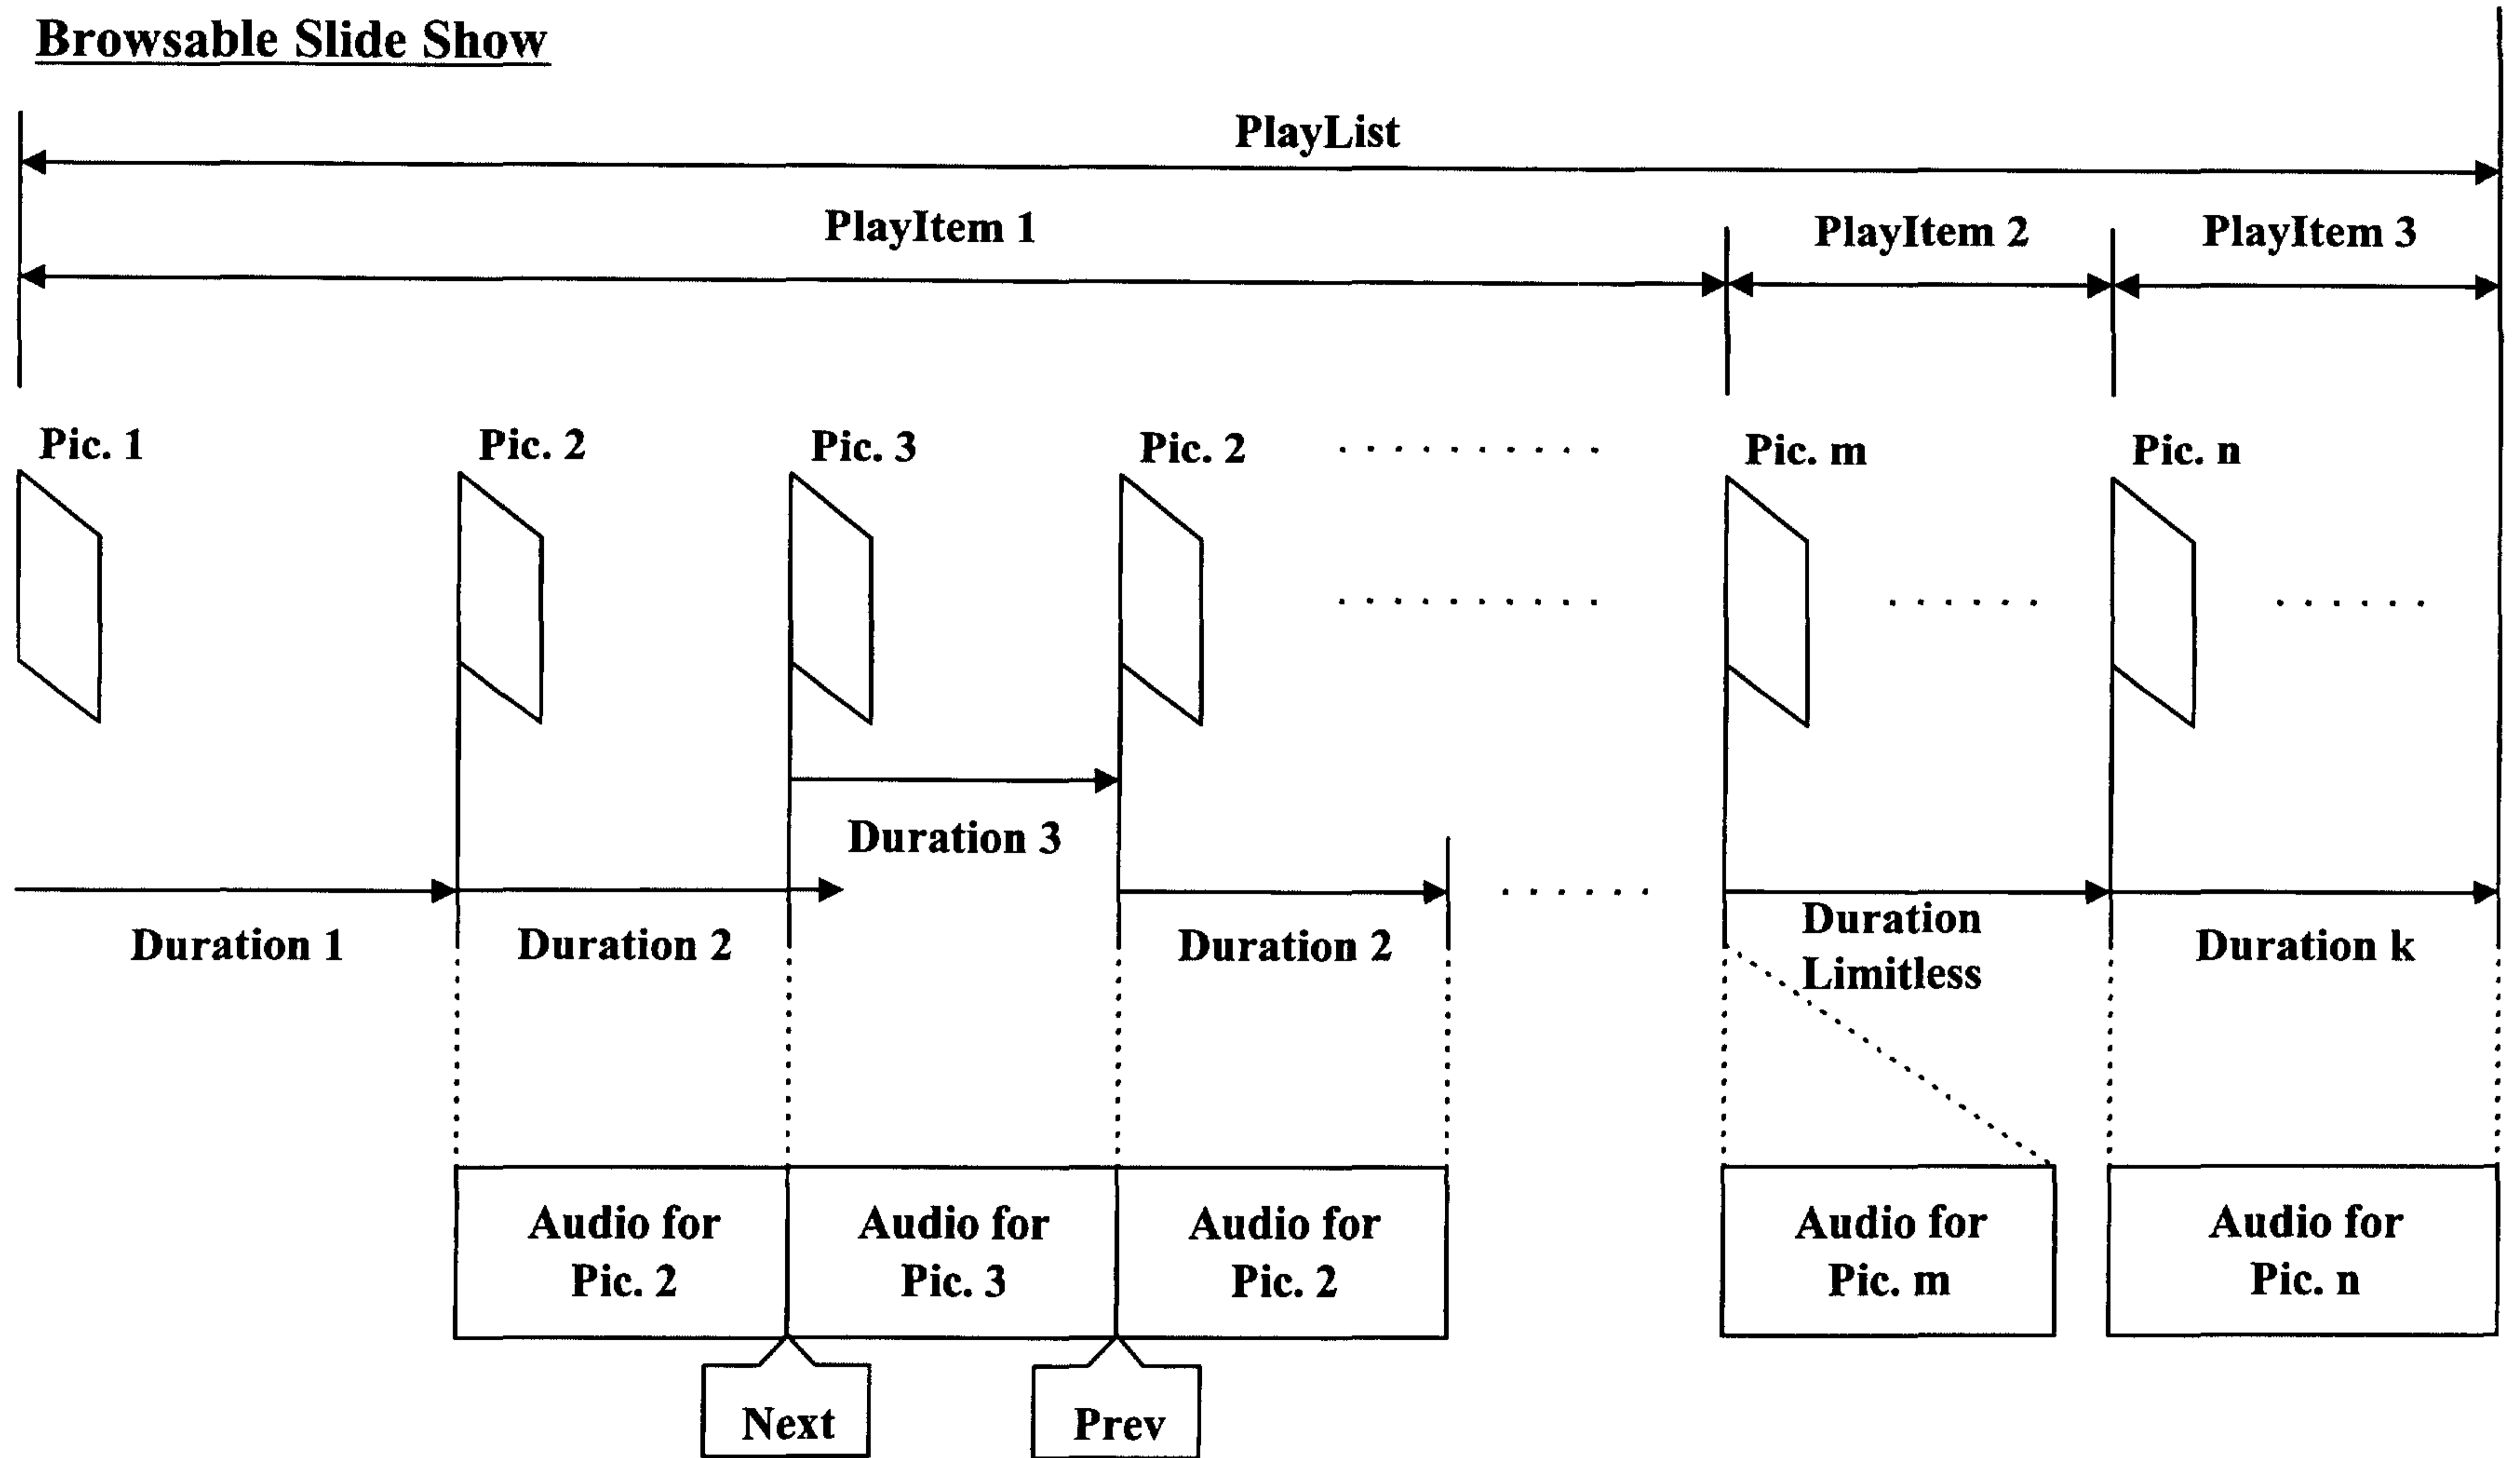 Browsable Slide Show
PlayList
PlayItem 1
PlayItem 2
PlayItem 3
Pic. 1
Pic. 2
Pic. 3
Pic. 2
Pic. m
Pic. n
Duration 3
Duration 1
Duration 2
Duration 2
Duration
Limitless
Duration k
Audio for
Pic. 2
Audio for
Pic. 3
Audio for
Pic. 2
Audio for
Pic. m
Audio for
Pic. n
Next
Prev